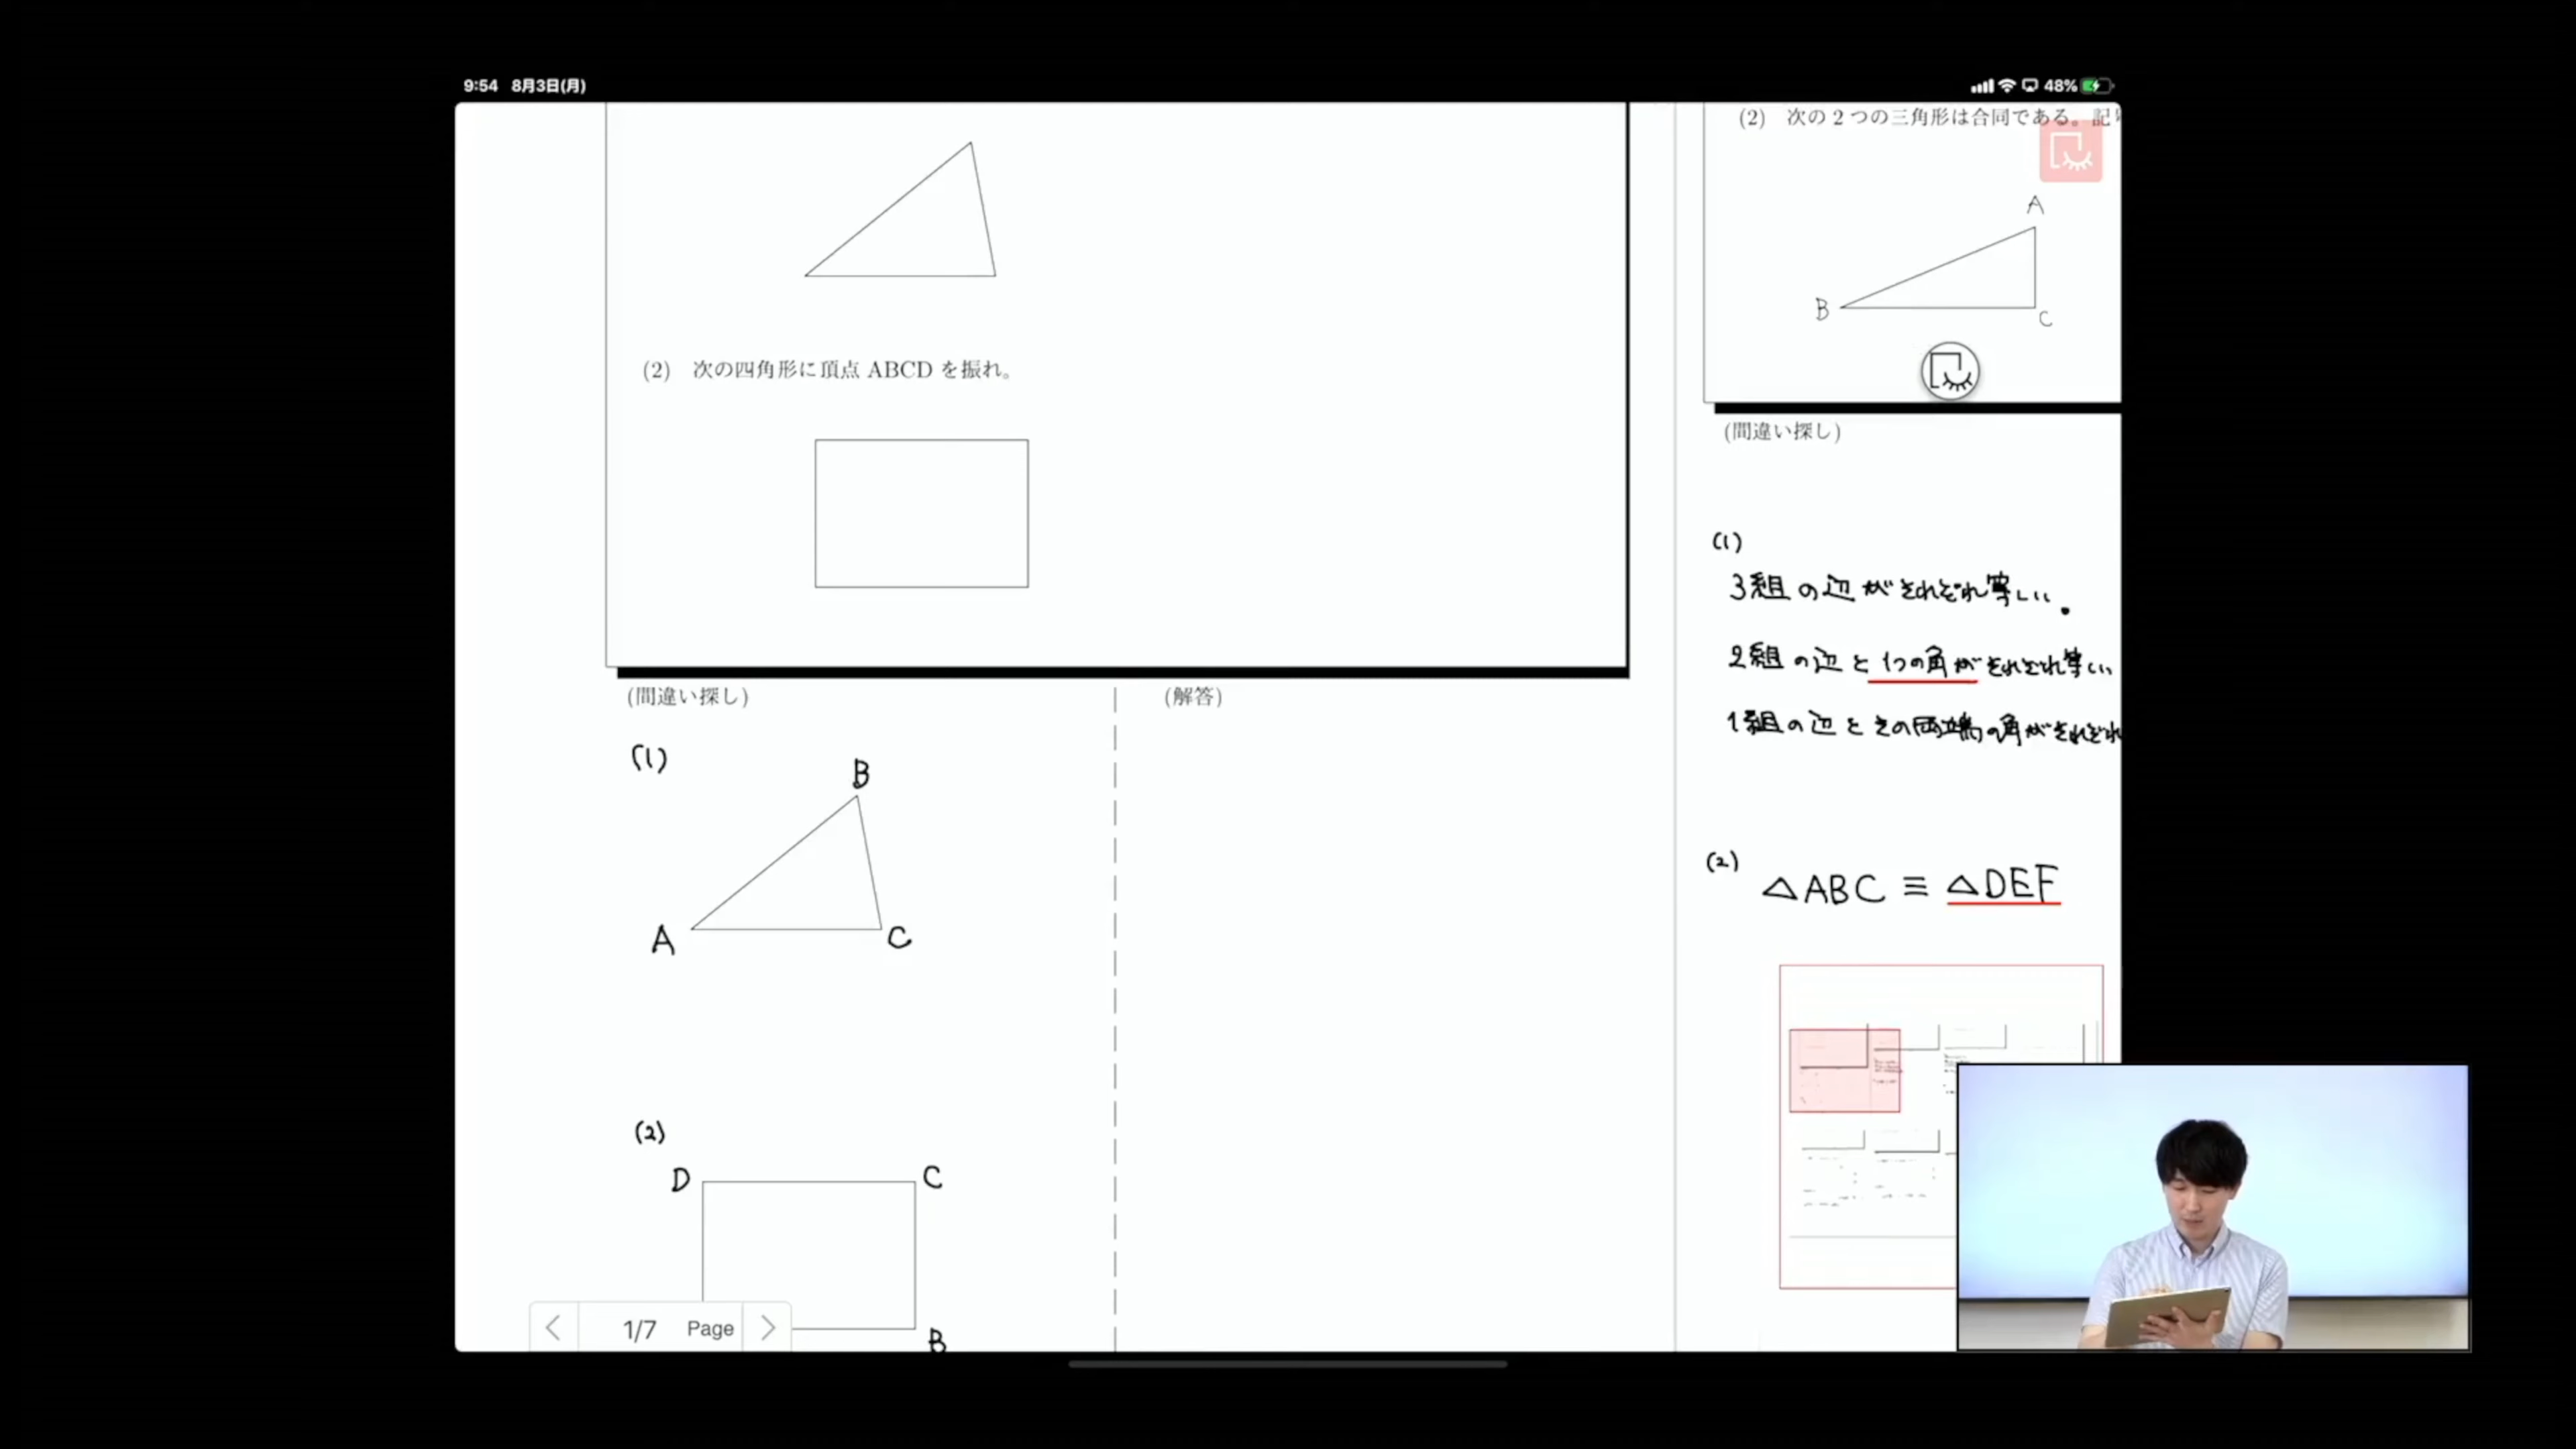 9:54 8月3日(月)
48%
(2) 次の四角形に頂点 ABCD を振れ。
(間違い探し)
(解答)
(1)
B
A
C
(2)
D
C
B
1/7 Page
(2) 次の 2 つの三角形は合同である。記
A
B
C
(間違い探し)
(1)
3組の辺がそれぞれ等しい.
2組の辺と1つの角がそれぞれ等しい
1組の辺とその両端の角がそれぞれ
(2)
△ABC ≡ △DEF